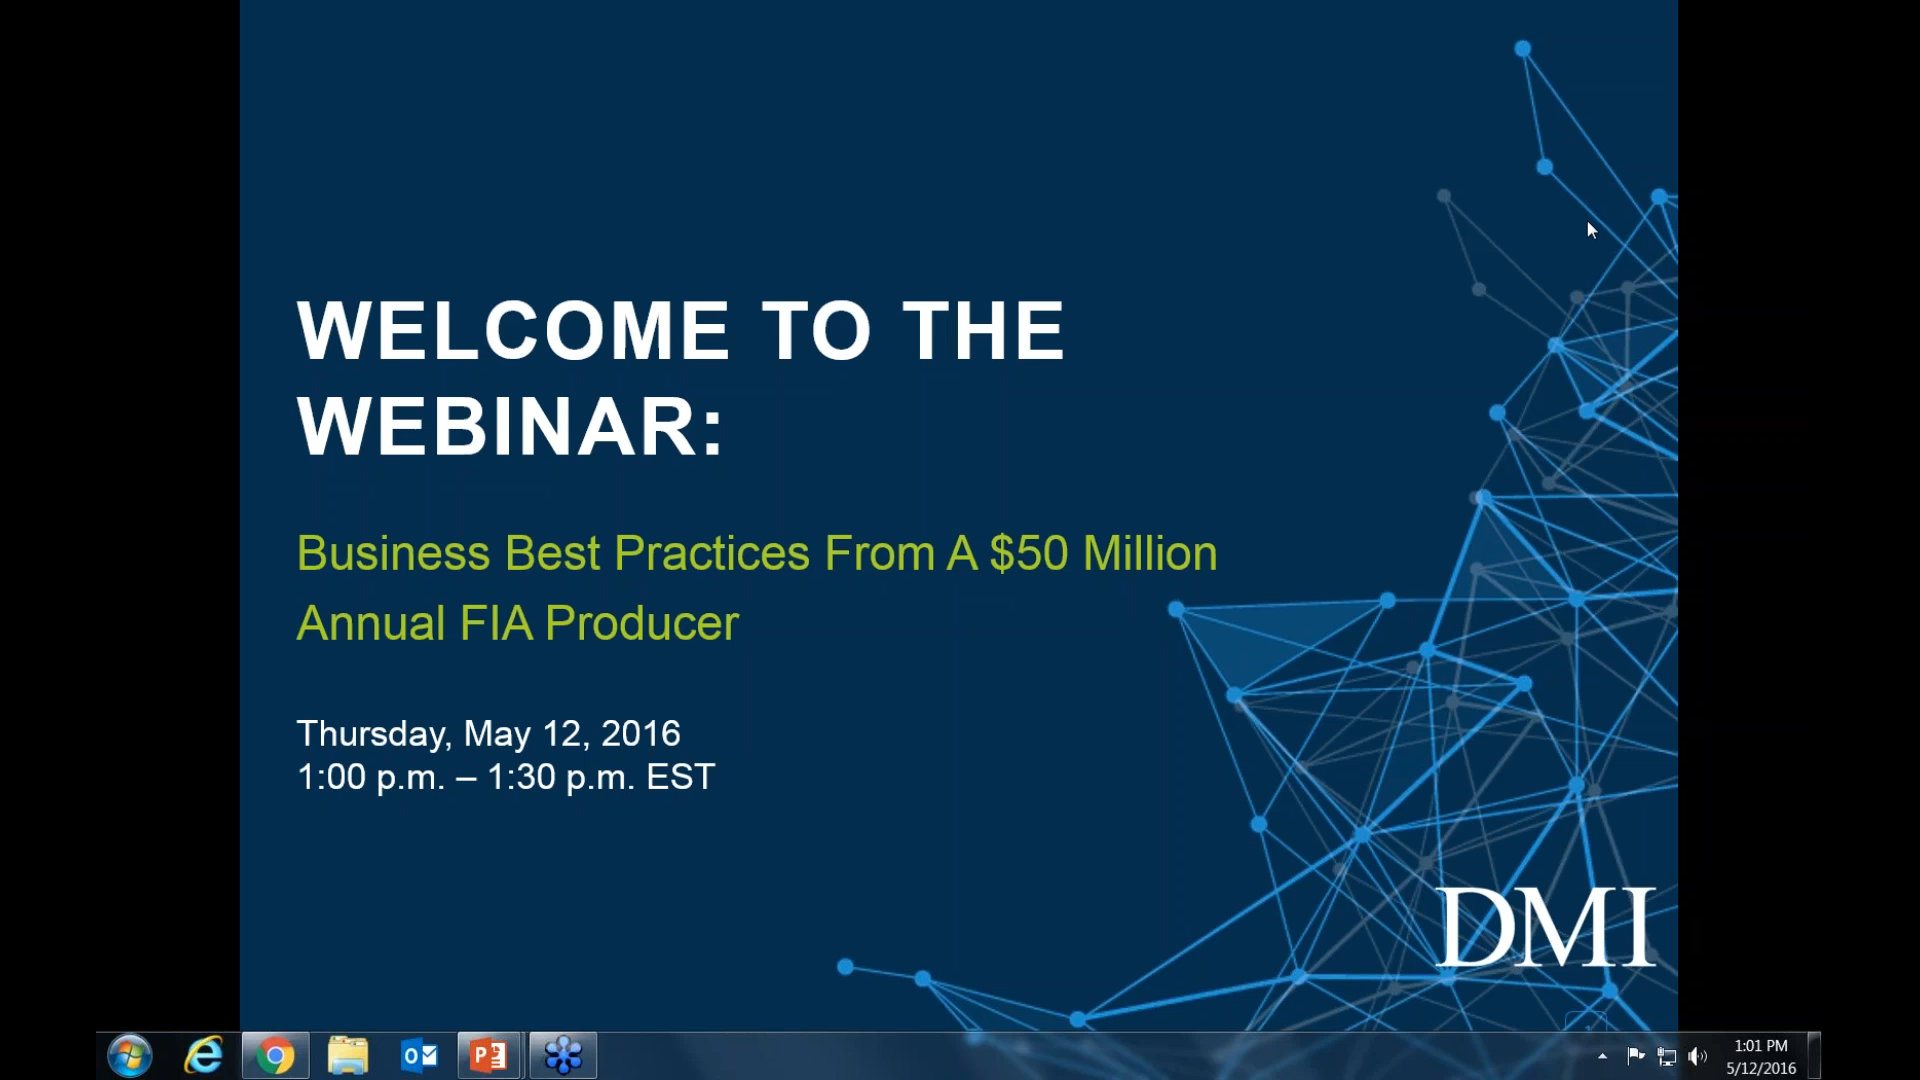 WELCOME TO THE
WEBINAR:
Business Best Practices From A $50 Million
Annual FIA Producer
Thursday, May 12, 2016
1:00 p.m. – 1:30 p.m. EST
DMI
1:01 PM
5/12/2016